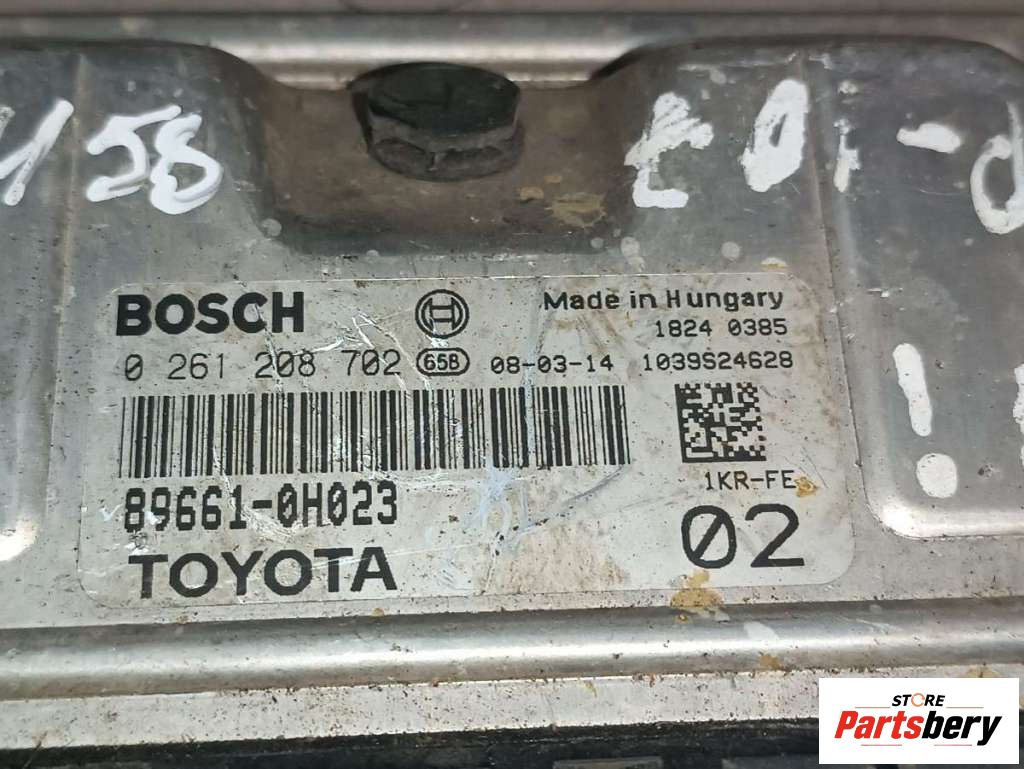 158
BOSCH
Made in Hungary
1824 0385
0 261 208 702 65B 08-03-14 1039S24628
1KR-FE
89661-0H023
02
TOYOTA
STORE
Partsbery